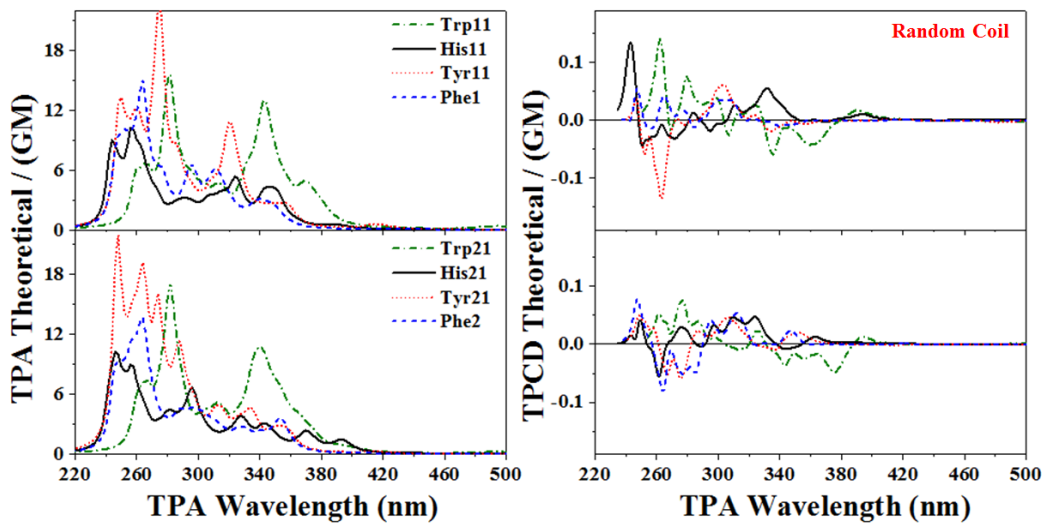 TPA Theoretical / (GM)
18
12
6
0
Trp11
His11
Tyr11
Phe1
18
12
6
0
Trp21
His21
Tyr21
Phe2
220 260 300 340 380 420 460 500
TPA Wavelength (nm)
TPCD Theoretical / (GM)
0.1
0.0
-0.1
Random Coil
0.1
0.0
-0.1
220 260 300 340 380 420 460 500
TPA Wavelength (nm)